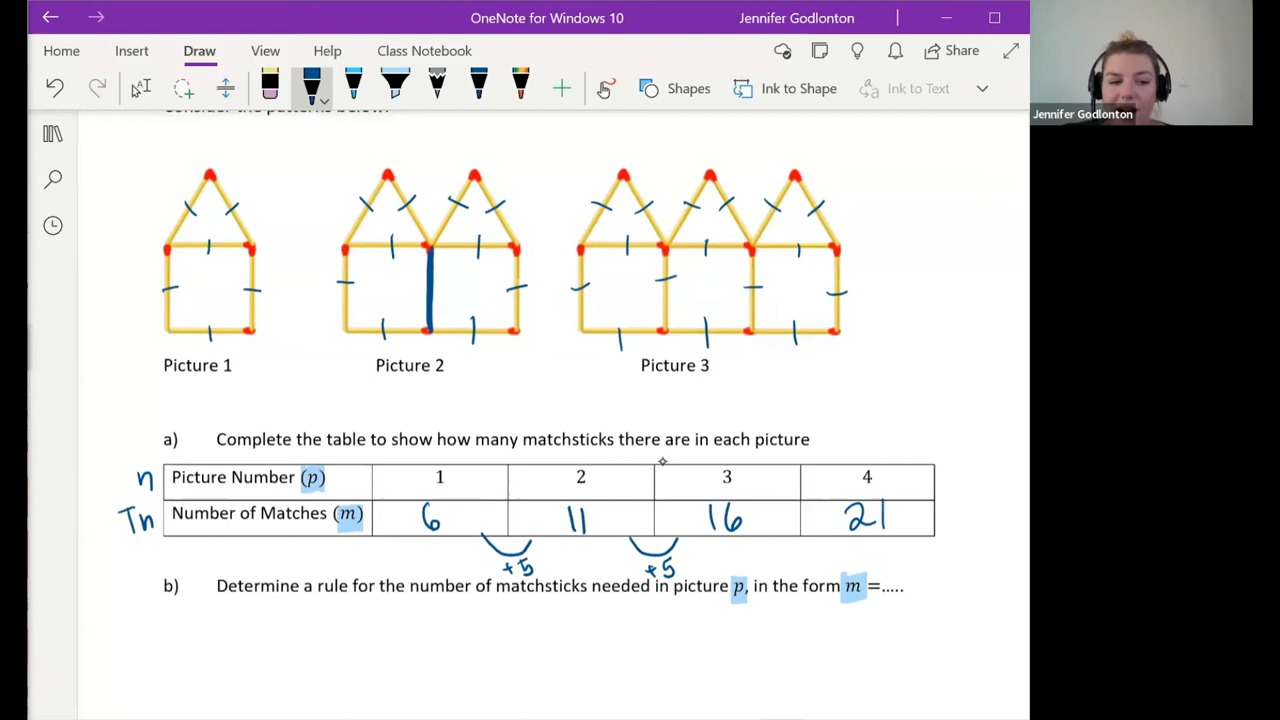 OneNote for Windows 10
Jennifer Godlonton
Home Insert Draw View Help Class Notebook
Share
Shapes
Ink to Shape
Ink to Text
Jennifer Godlonton
Picture 1
Picture 2
Picture 3
a) Complete the table to show how many matchsticks there are in each picture
n Picture Number (p) 1 2 3 4
Tn Number of Matches (m) 6 11 16 21
+5 +5
b) Determine a rule for the number of matchsticks needed in picture p, in the form m =.....